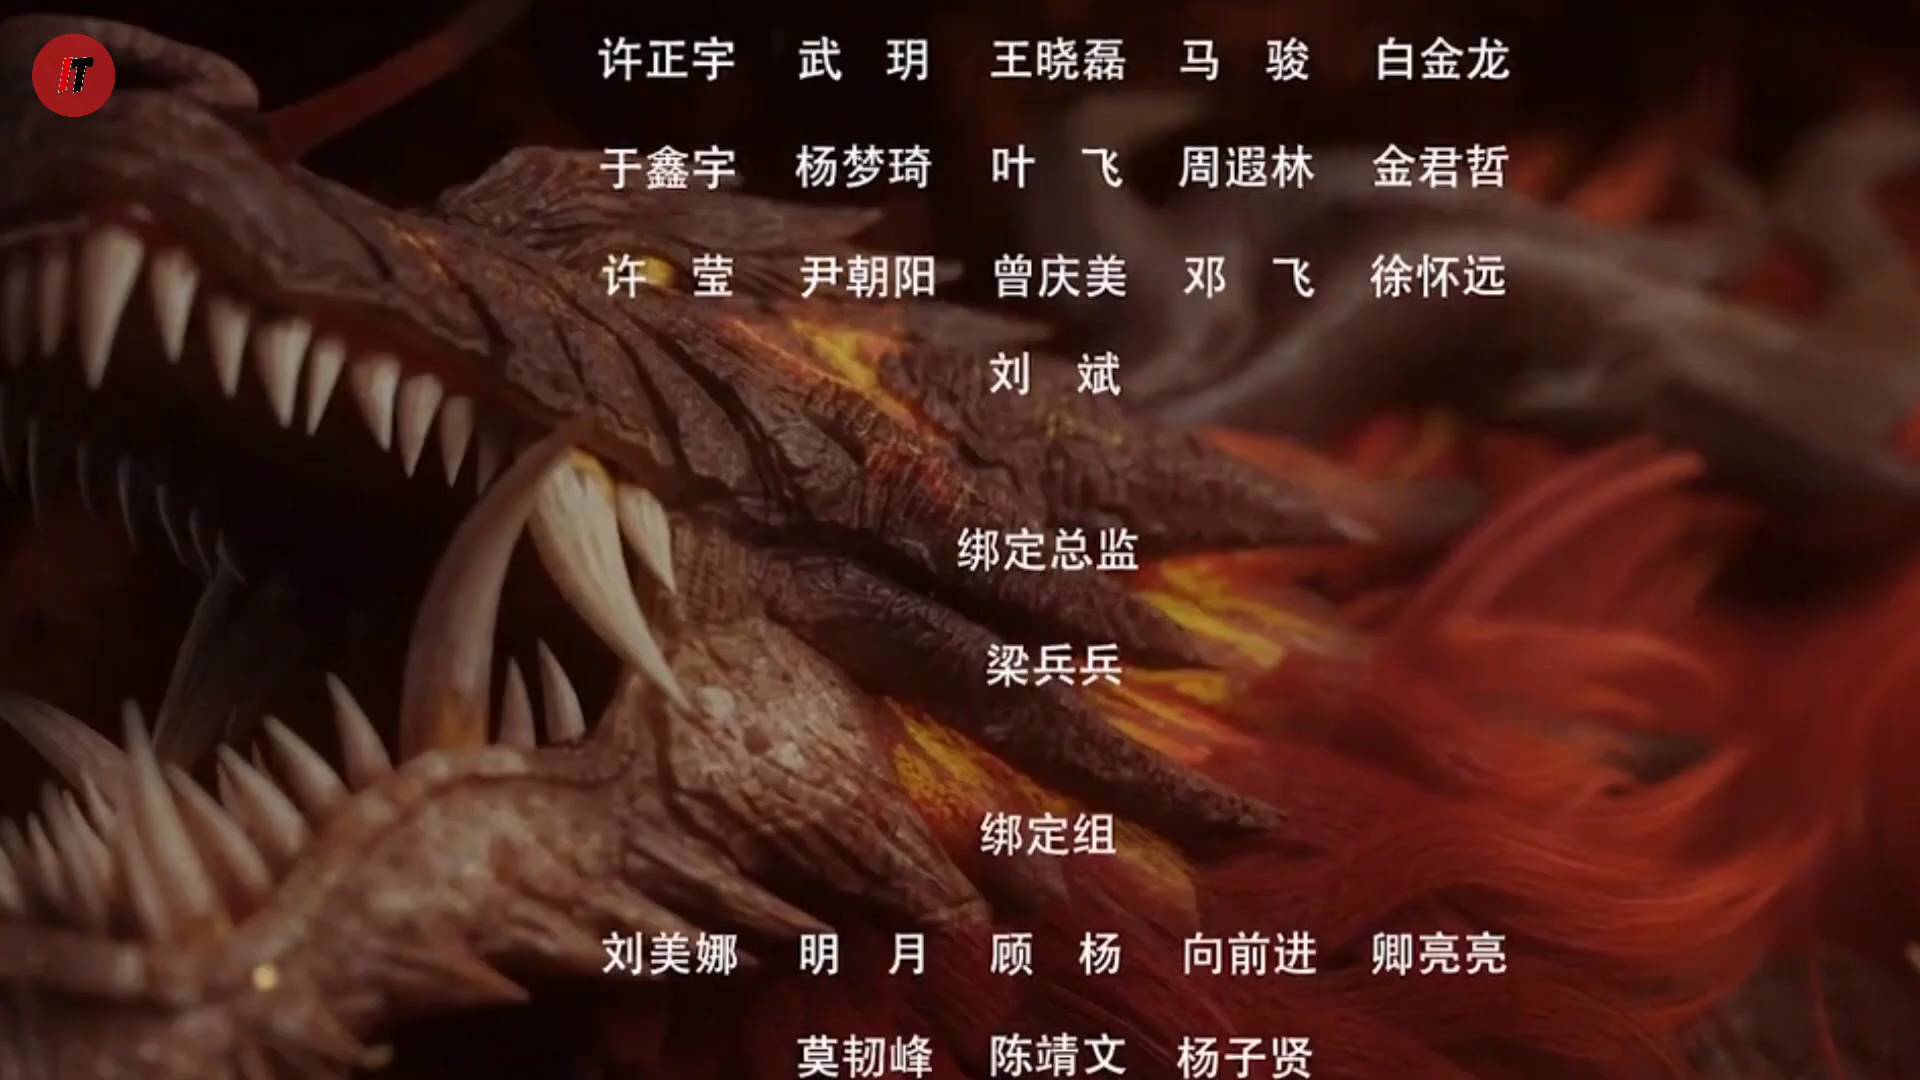 IT
许正宇 武 玥 王晓磊 马 骏 白金龙
于鑫宇 杨梦琦 叶 飞 周遐林 金君哲
许 莹 尹朝阳 曾庆美 邓 飞 徐怀远
刘 斌
绑定总监
梁兵兵
绑定组
刘美娜 明 月 顾 杨 向前进 卿亮亮
莫韧峰 陈靖文 杨子贤